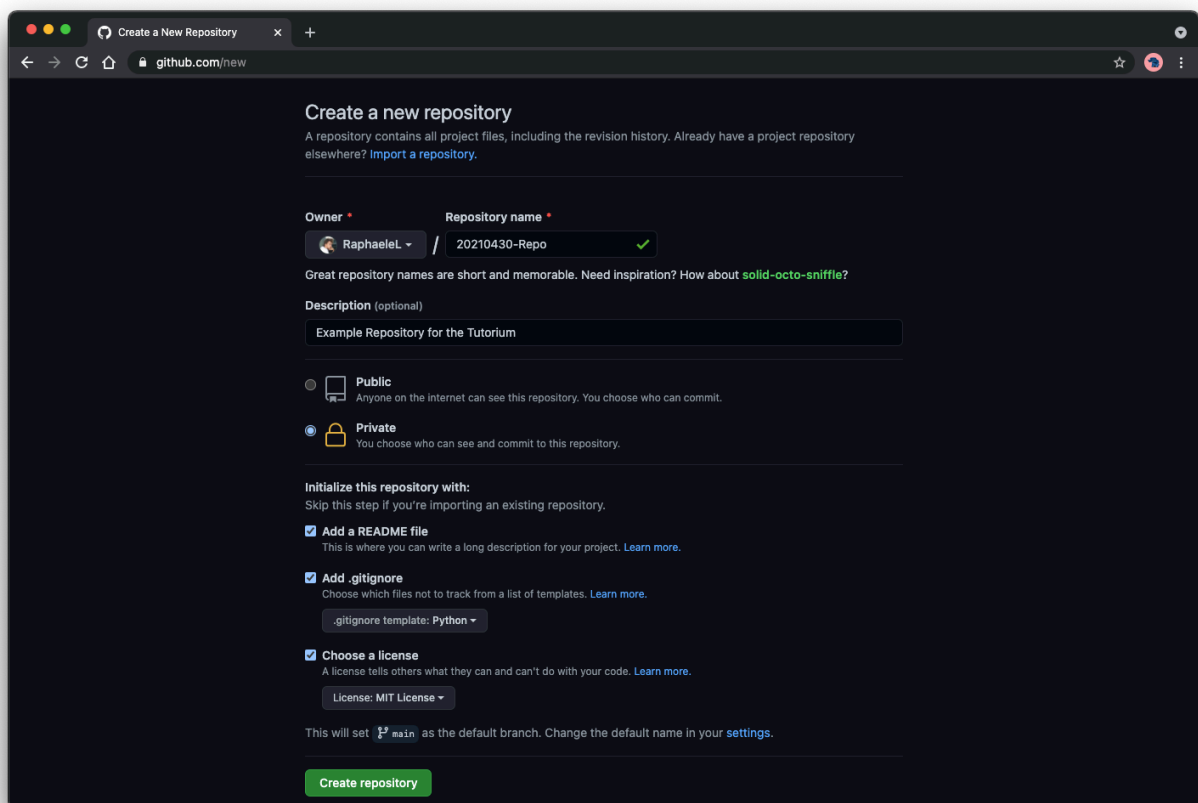 Create a New Repository
github.com/new
Create a new repository
A repository contains all project files, including the revision history. Already have a project repository
elsewhere? Import a repository.
Owner * Repository name *
RaphaeleL / 20210430-Repo
Great repository names are short and memorable. Need inspiration? How about solid-octo-sniffle?
Description (optional)
Example Repository for the Tutorium
Public
Anyone on the internet can see this repository. You choose who can commit.
Private
You choose who can see and commit to this repository.
Initialize this repository with:
Skip this step if you're importing an existing repository.
Add a README file
This is where you can write a long description for your project. Learn more.
Add .gitignore
Choose which files not to track from a list of templates. Learn more.
.gitignore template: Python
Choose a license
A license tells others what they can and can't do with your code. Learn more.
License: MIT License
This will set main as the default branch. Change the default name in your settings.
Create repository